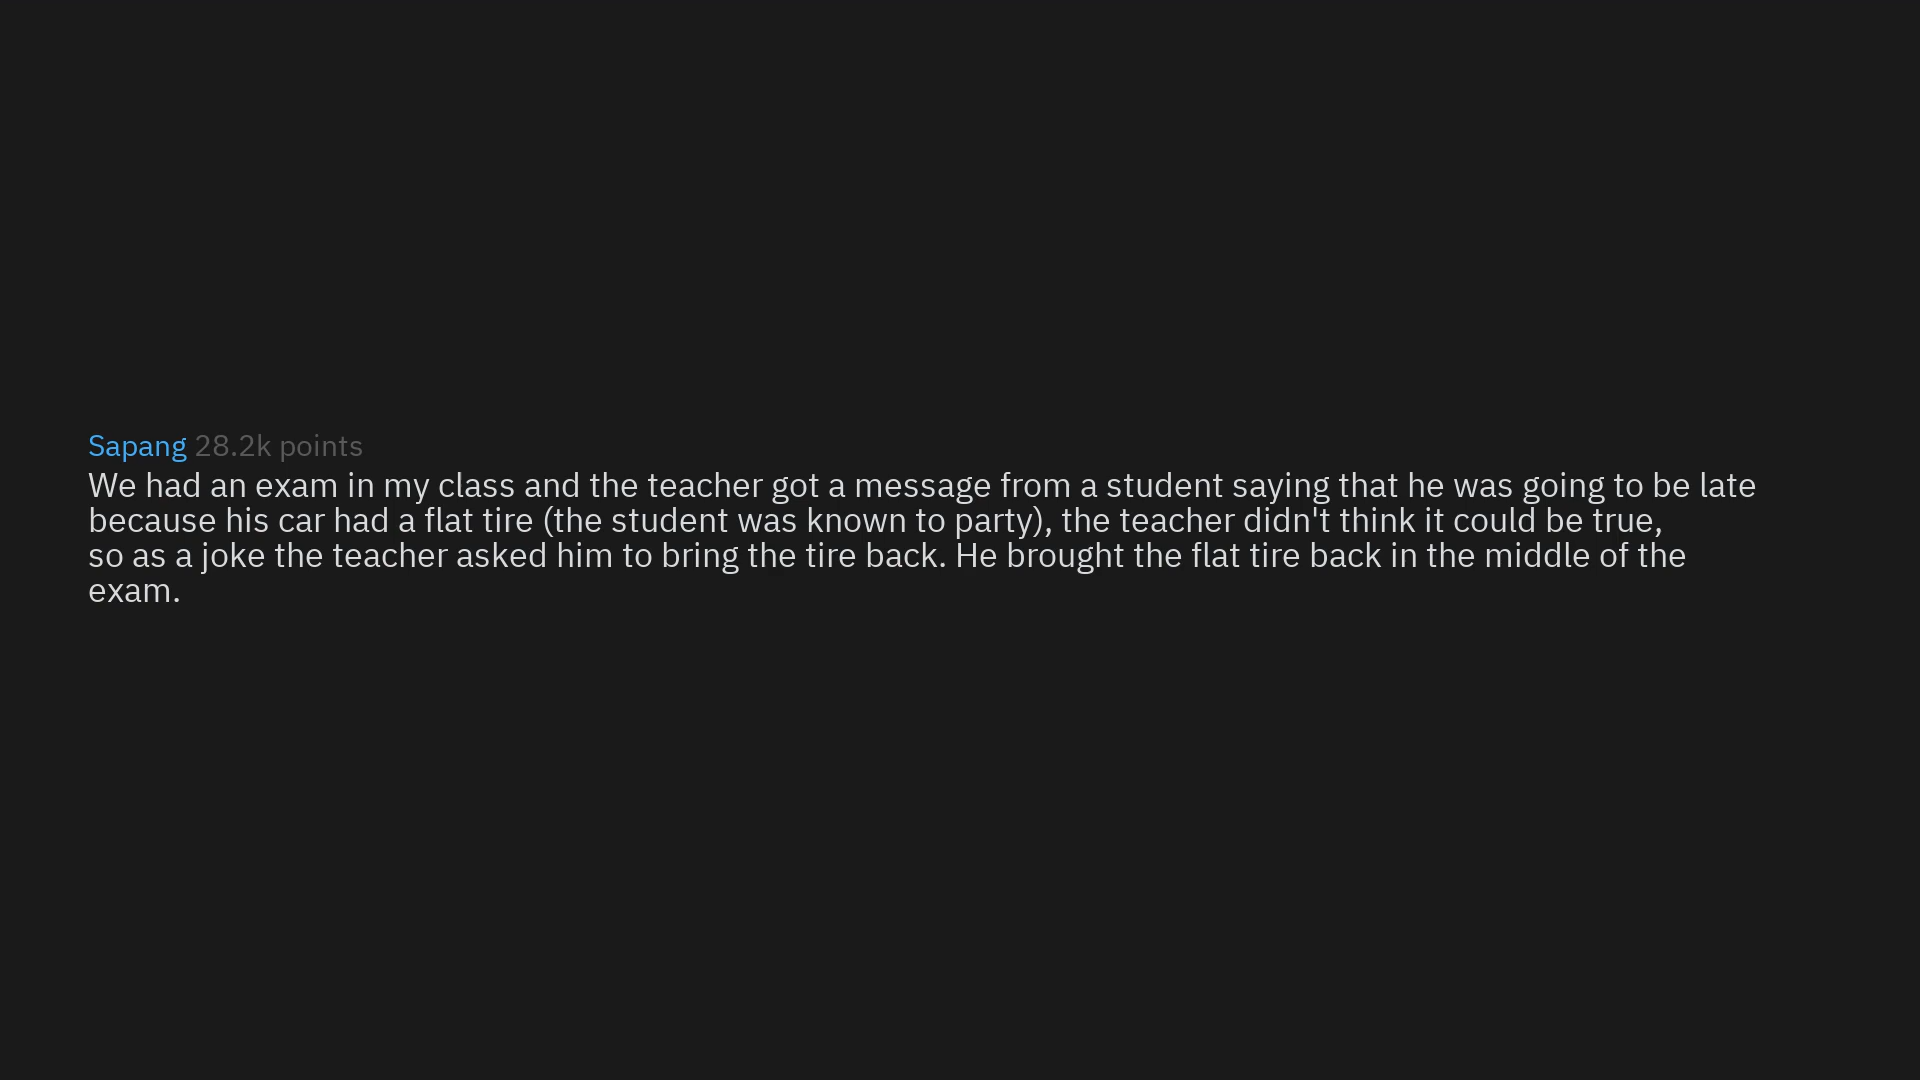 Sapang 28.2k points
We had an exam in my class and the teacher got a message from a student saying that he was going to be late
because his car had a flat tire (the student was known to party), the teacher didn't think it could be true,
so as a joke the teacher asked him to bring the tire back. He brought the flat tire back in the middle of the
exam.